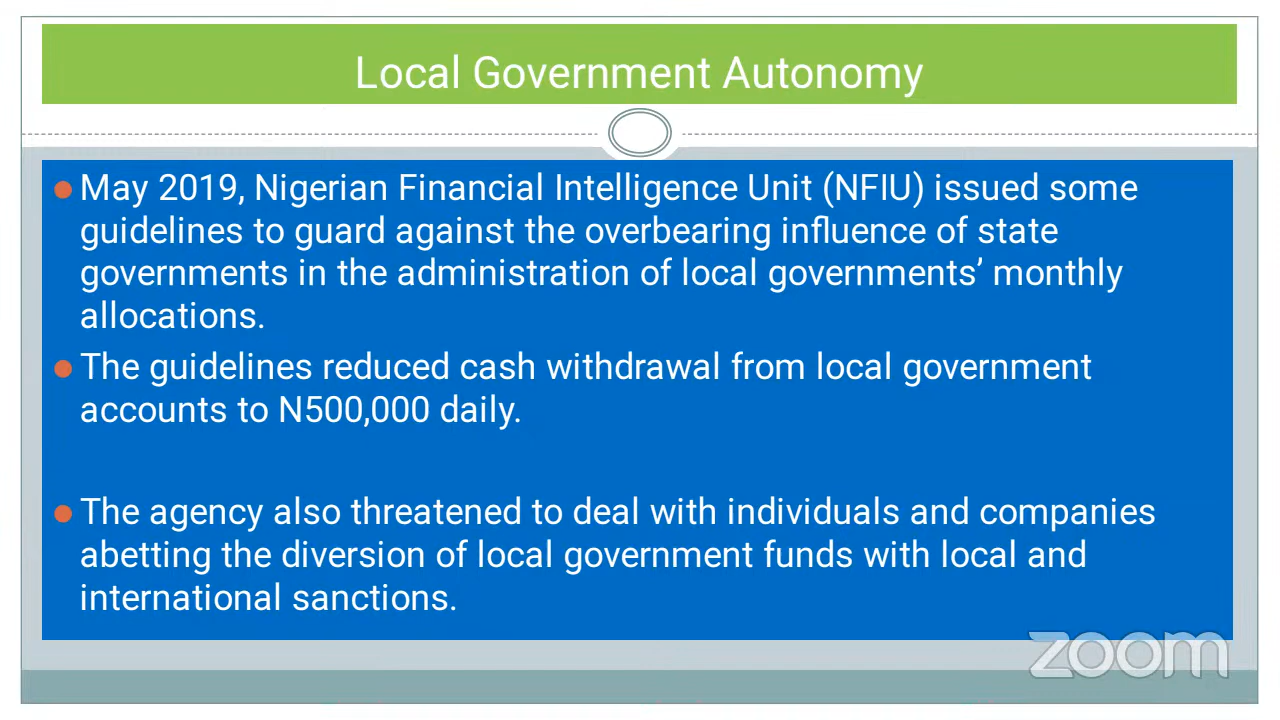 Local Government Autonomy
May 2019, Nigerian Financial Intelligence Unit (NFIU) issued some
guidelines to guard against the overbearing influence of state
governments in the administration of local governments’ monthly
allocations.
The guidelines reduced cash withdrawal from local government
accounts to N500,000 daily.
The agency also threatened to deal with individuals and companies
abetting the diversion of local government funds with local and
international sanctions.
zoom